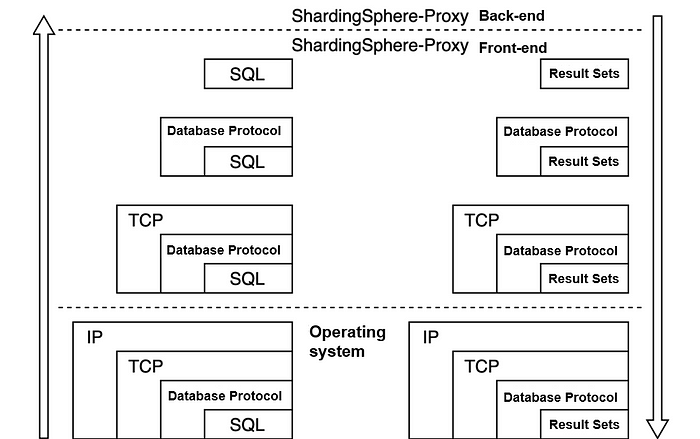 ShardingSphere-Proxy Back-end
ShardingSphere-Proxy Front-end
SQL
Result Sets
Database Protocol
SQL
Database Protocol
Result Sets
TCP
Database Protocol
SQL
TCP
Database Protocol
Result Sets
Operating
system
IP
TCP
Database Protocol
SQL
IP
TCP
Database Protocol
Result Sets